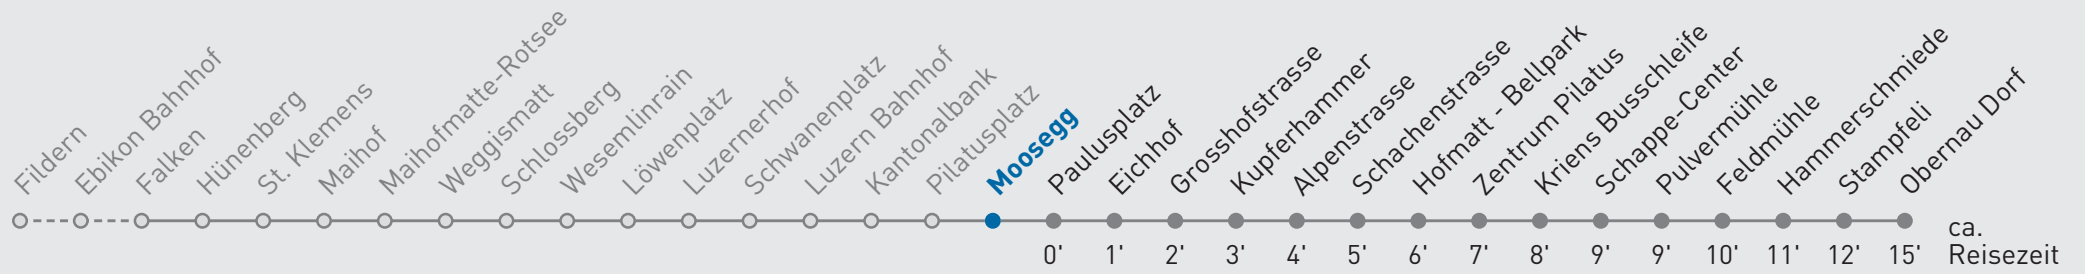 Fildern
Ebikon Bahnhof
Falken
Hünenberg
St. Klemens
Maihof
Maihofmatte-Rotsee
Weggismatt
Schlossberg
Wesemlinrain
Löwenplatz
Luzernerhof
Schwanenplatz
Luzern Bahnhof
Kantonalbank
Pilatusplatz
Moosegg
Paulusplatz
Eichhof
Grosshofstrasse
Kupferhammer
Alpenstrasse
Schachenstrasse
Hofmatt - Bellpark
Zentrum Pilatus
Kriens Busschleife
Schappe-Center
Pulvermühle
Feldmühle
Hammerschmiede
Stampfeli
Obernau Dorf
0' 1' 2' 3' 4' 5' 6' 7' 8' 9' 9' 10' 11' 12' 15'
ca.
Reisezeit